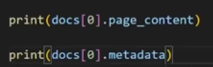 print(docs[0].page_content)
print(docs[0].metadata)